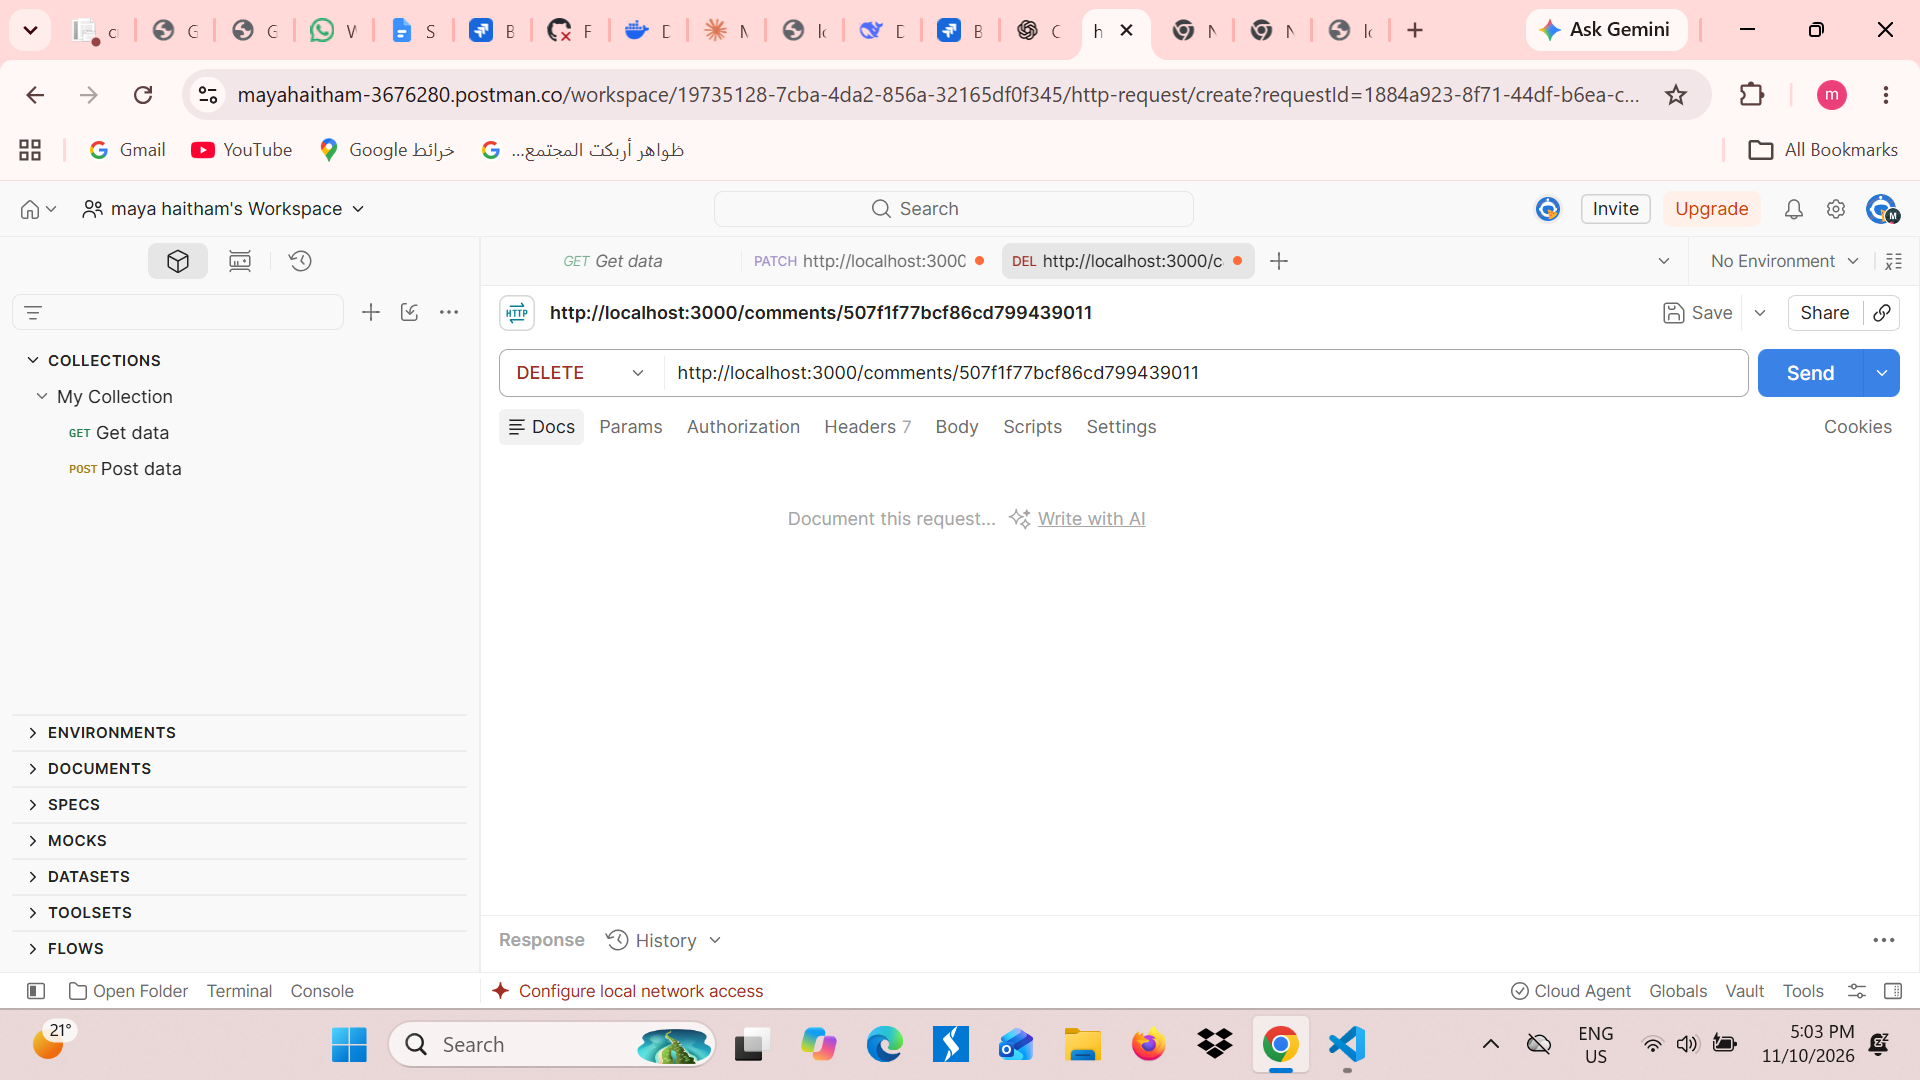 Ask Gemini
mayahaitham-3676280.postman.co/workspace/19735128-7cba-4da2-856a-32165df0f345/http-request/create?requestId=1884a923-8f71-44df-b6ea-c...
m
Gmail
YouTube
خرائط Google
ظواهر أربكت المجتمع...
All Bookmarks
maya haitham's Workspace
Search
Invite
Upgrade
M
GET Get data
PATCH http://localhost:3000
DEL http://localhost:3000/c
No Environment
HTTP
http://localhost:3000/comments/507f1f77bcf86cd799439011
Save
Share
COLLECTIONS
DELETE
http://localhost:3000/comments/507f1f77bcf86cd799439011
Send
My Collection
Docs
Params
Authorization
Headers 7
Body
Scripts
Settings
Cookies
GET Get data
POST Post data
Document this request...
Write with AI
ENVIRONMENTS
DOCUMENTS
SPECS
MOCKS
DATASETS
TOOLSETS
FLOWS
Response
History
Open Folder
Terminal
Console
Configure local network access
Cloud Agent
Globals
Vault
Tools
21°
Search
ENG
US
5:03 PM
11/10/2026